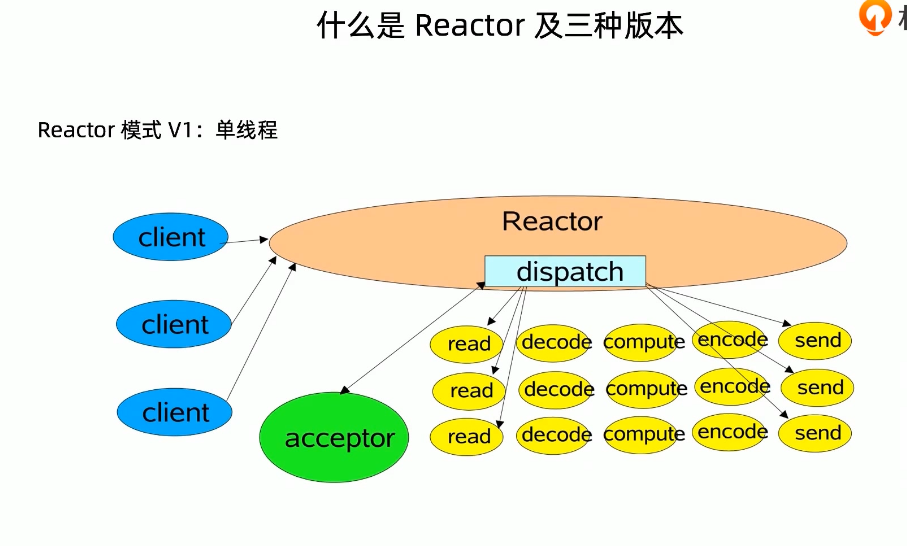 什么是 Reactor 及三种版本
Reactor 模式 V1：单线程
Reactor
client
dispatch
client
read decode compute encode send
read decode compute encode send
client
acceptor
read decode compute encode send